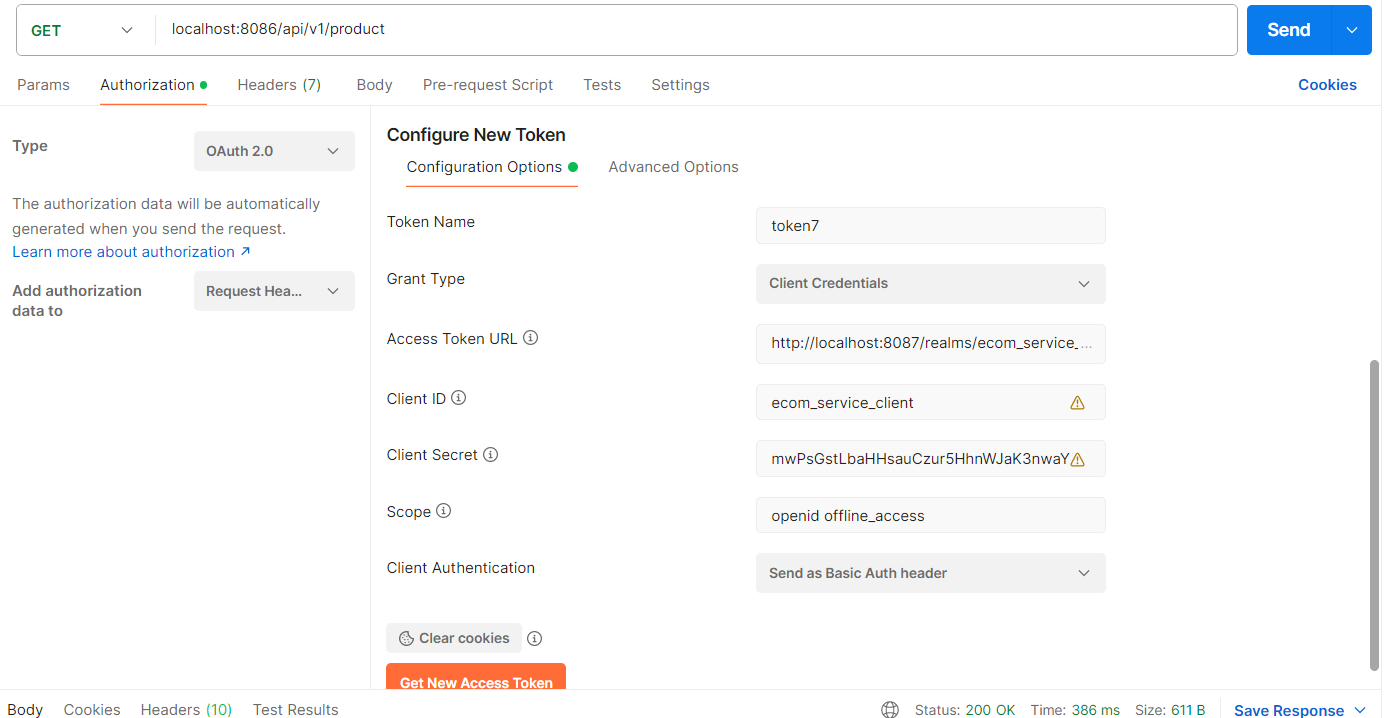 GET localhost:8086/api/v1/product Send
Params Authorization Headers (7) Body Pre-request Script Tests Settings Cookies
Type OAuth 2.0
The authorization data will be automatically
generated when you send the request.
Learn more about authorization ↗
Add authorization
data to
Request Hea...
Configure New Token
Configuration Options Advanced Options
Token Name token7
Grant Type Client Credentials
Access Token URL http://localhost:8087/realms/ecom_service_...
Client ID ecom_service_client
Client Secret mwPsGstLbaHHsauCzur5HhnWJaK3nwaY
Scope openid offline_access
Client Authentication Send as Basic Auth header
Clear cookies
Get New Access Token
Body Cookies Headers (10) Test Results Status: 200 OK Time: 386 ms Size: 611 B Save Response